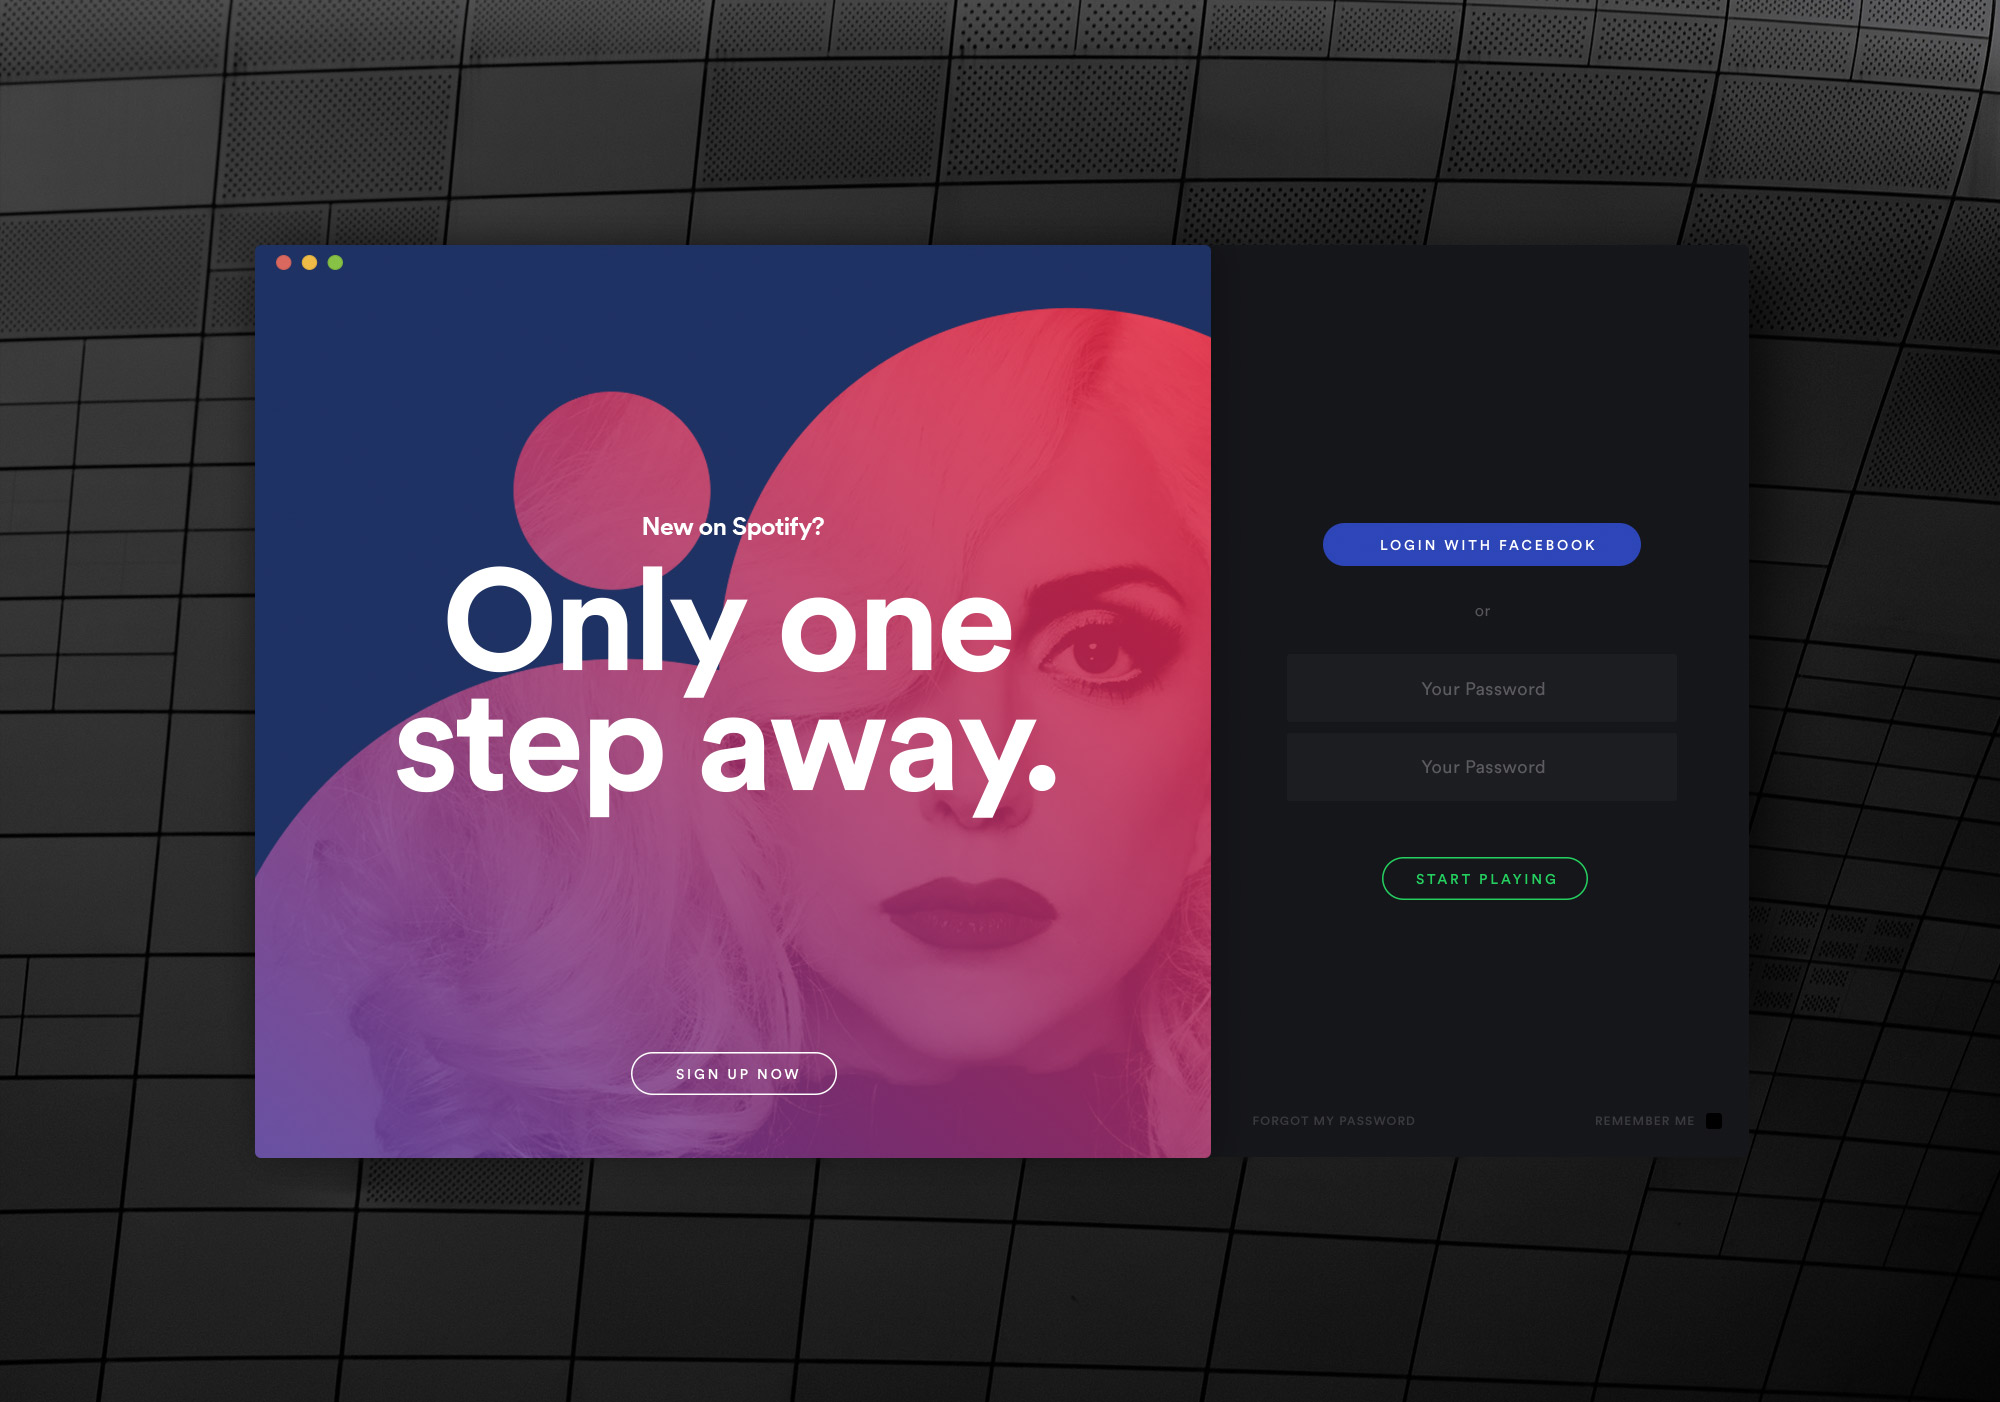 New on Spotify?
Only one
step away.
SIGN UP NOW
LOGIN WITH FACEBOOK
or
Your Password
Your Password
START PLAYING
FORGOT MY PASSWORD
REMEMBER ME